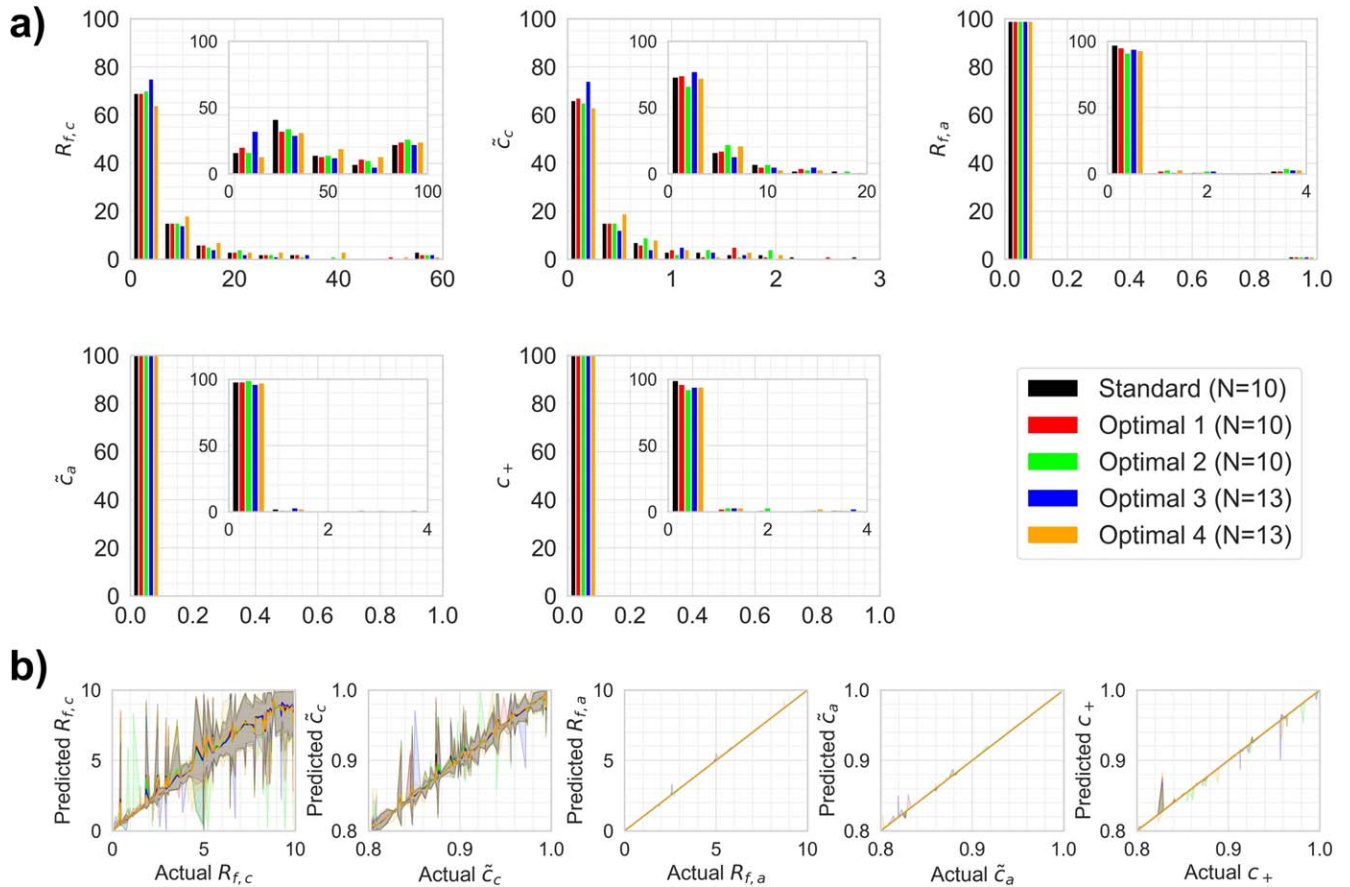 a)
R_{f,c}
100
80
60
40
20
0
0 20 40 60
100
50
0
0 50 100
c̃_c
100
80
60
40
20
0
0 1 2 3
100
50
0
0 10 20
R_{f,a}
100
80
60
40
20
0
0.0 0.2 0.4 0.6 0.8 1.0
100
50
0
0 2 4
c̃_a
100
80
60
40
20
0
0.0 0.2 0.4 0.6 0.8 1.0
100
50
0
0 2 4
c_+
100
80
60
40
20
0
0.0 0.2 0.4 0.6 0.8 1.0
100
50
0
0 2 4
Standard (N=10)
Optimal 1 (N=10)
Optimal 2 (N=10)
Optimal 3 (N=13)
Optimal 4 (N=13)
b)
Predicted R_{f,c}
10
5
0
0 5 10
Actual R_{f,c}
Predicted c̃_c
1.0
0.9
0.8
0.8 0.9 1.0
Actual c̃_c
Predicted R_{f,a}
10
5
0
0 5 10
Actual R_{f,a}
Predicted c̃_a
1.0
0.9
0.8
0.8 0.9 1.0
Actual c̃_a
Predicted c_+
1.0
0.9
0.8
0.8 0.9 1.0
Actual c_+